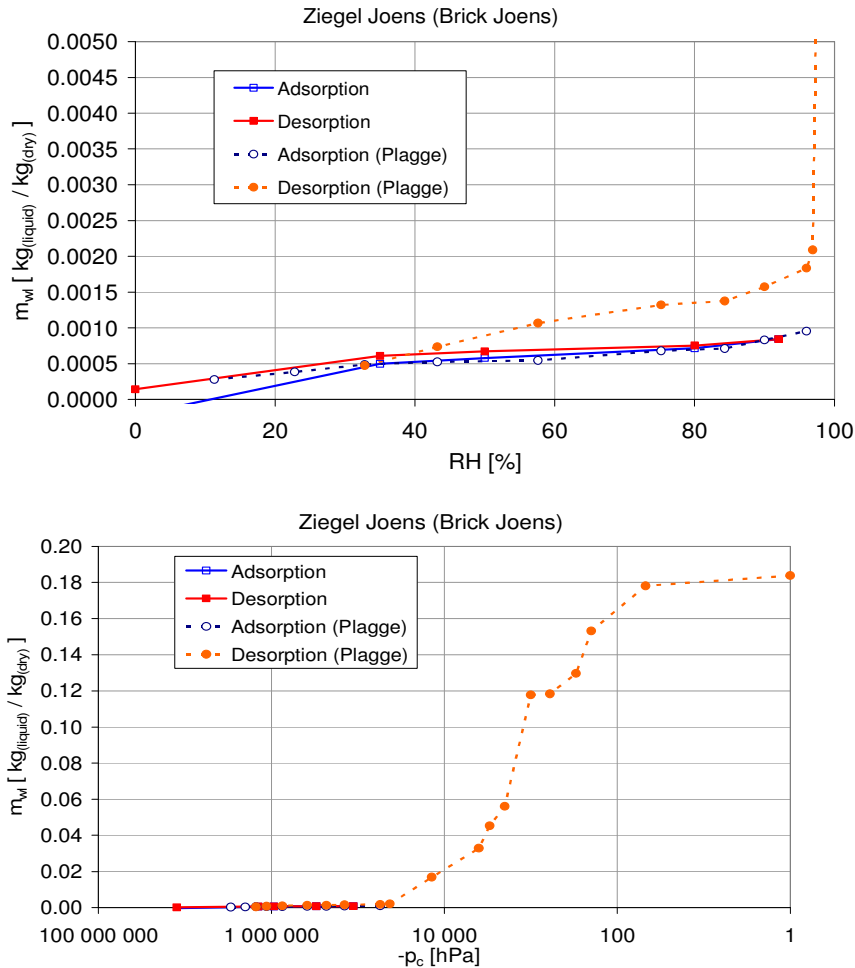 Ziegel Joens (Brick Joens)
0.0050
0.0045
0.0040
0.0035
0.0030
0.0025
0.0020
0.0015
0.0010
0.0005
0.0000
m_wl [ kg_(liquid) / kg_(dry) ]
Adsorption
Desorption
Adsorption (Plagge)
Desorption (Plagge)
0 20 40 60 80 100
RH [%]
Ziegel Joens (Brick Joens)
0.20
0.18
0.16
0.14
0.12
0.10
0.08
0.06
0.04
0.02
0.00
m_wl [ kg_(liquid) / kg_(dry) ]
Adsorption
Desorption
Adsorption (Plagge)
Desorption (Plagge)
100 000 000 1 000 000 10 000 100 1
-p_c [hPa]